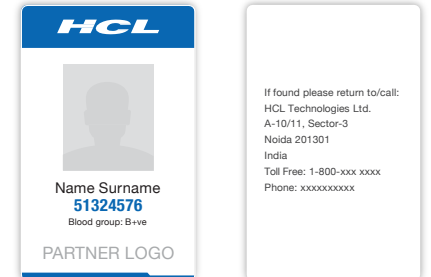 HCL
Name Surname
51324576
Blood group: B+ve
PARTNER LOGO
If found please return to/call:
HCL Technologies Ltd.
A-10/11, Sector-3
Noida 201301
India
Toll Free: 1-800-xxx xxxx
Phone: xxxxxxxxxx